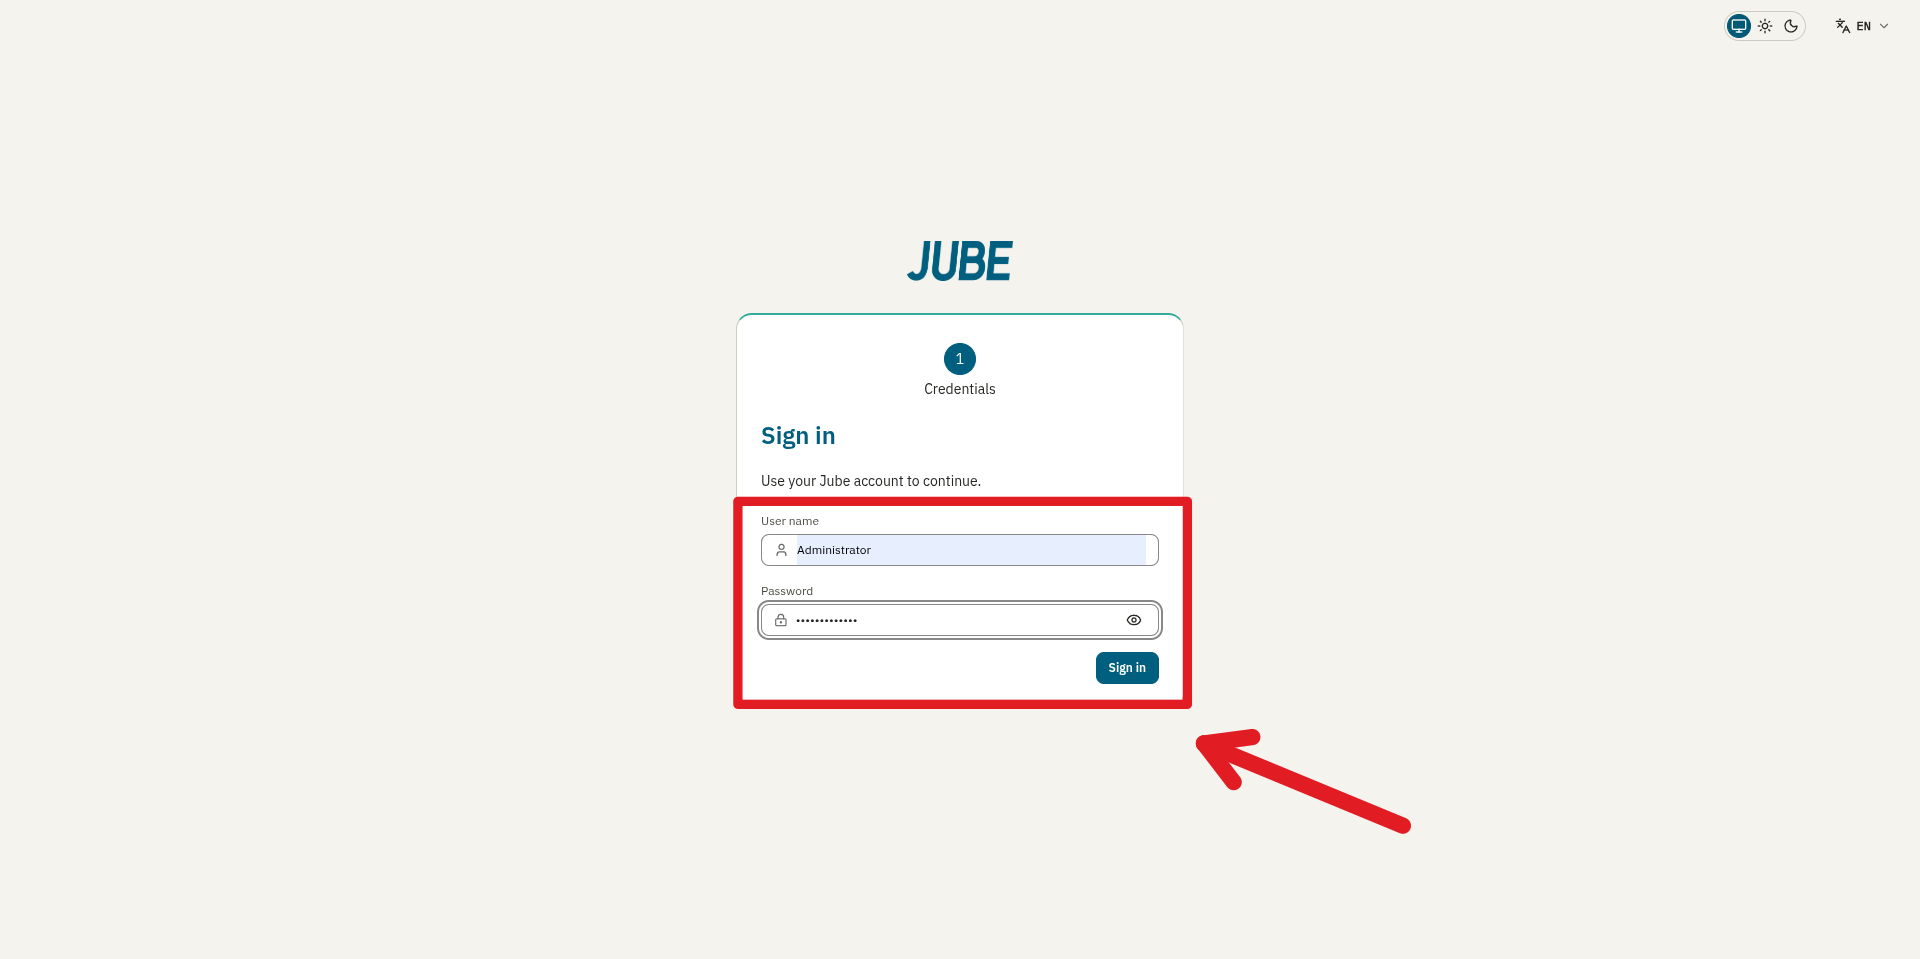 EN
JUBE
1
Credentials
Sign in
Use your Jube account to continue.
User name
Administrator
Password
•••••••••••••
Sign in